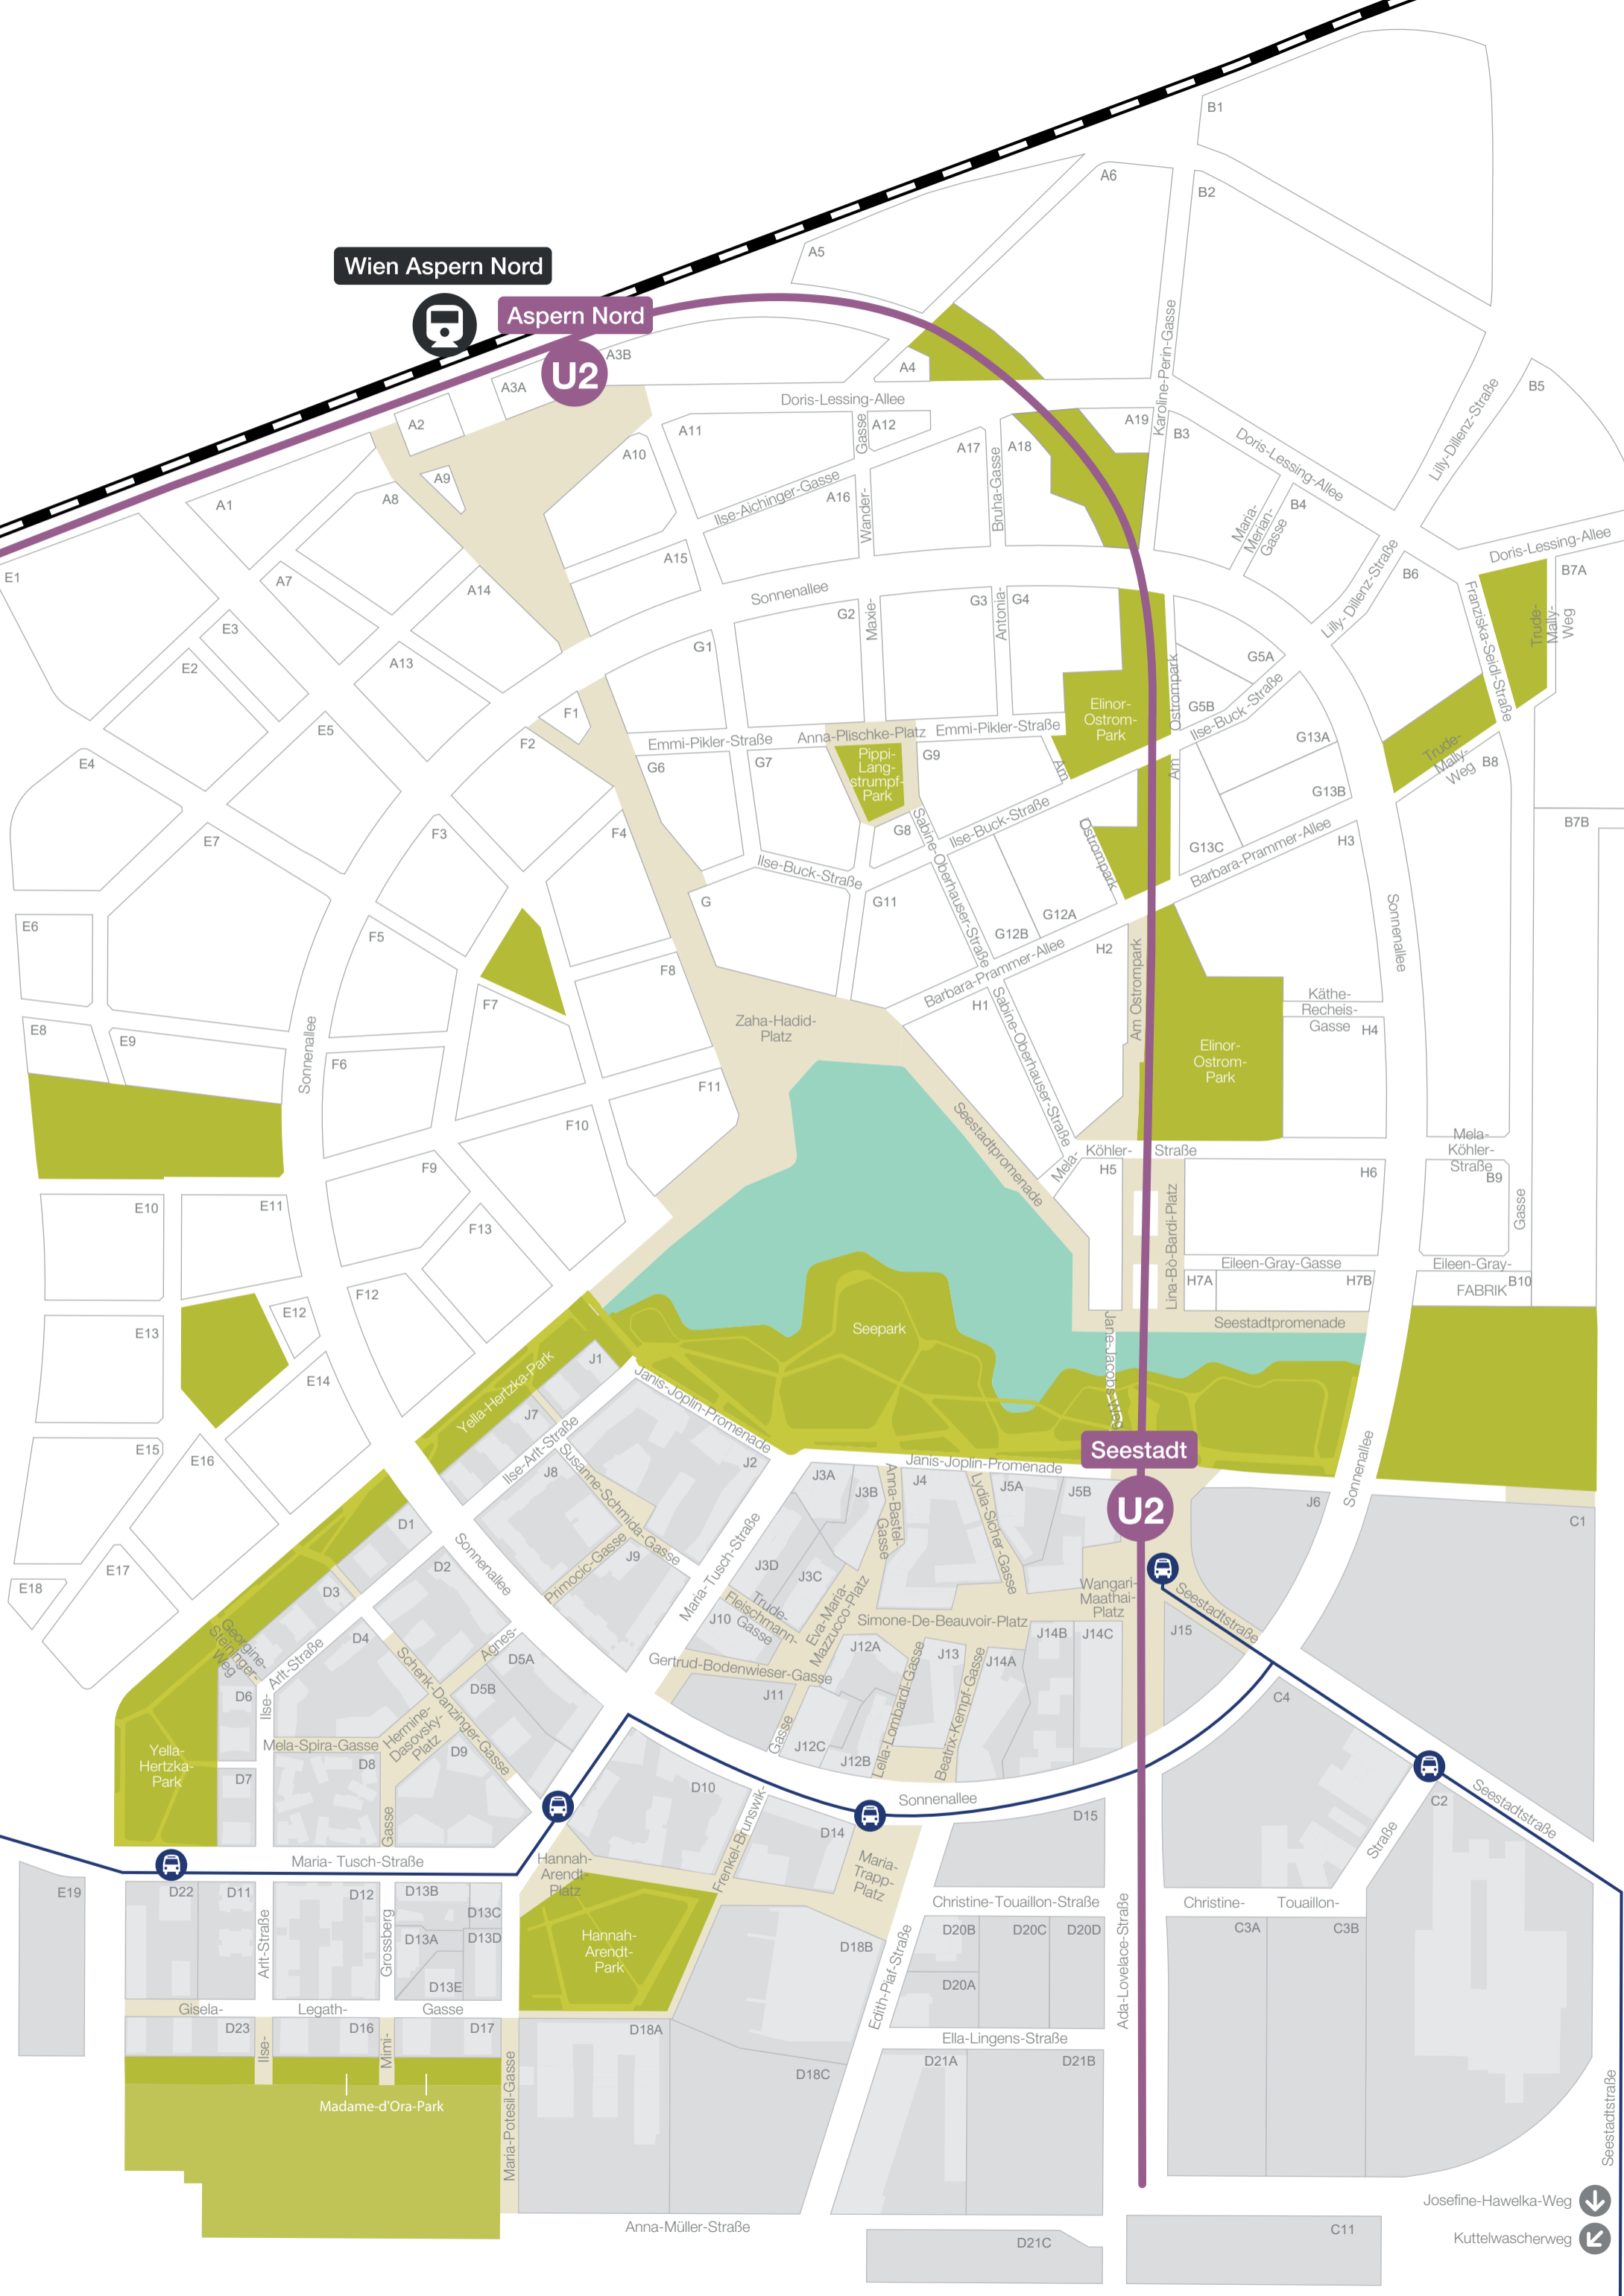 B1
A6
B2
A5
Wien Aspern Nord
Aspern Nord
U2
A3B
A3A
A4
A2
Doris-Lessing-Allee
Karoline-Perin-Gasse
B5
Lilly-Dillenz-Straße
A11
Gasse
A12
A19
B3
Doris-Lessing-Allee
A10
A17
Bruha-Gasse
A18
A9
Ilse-Aichinger-Gasse
A16
Wander-
A8
A1
Maria-
Merian-
Gasse
B4
Doris-Lessing-Allee
A15
E1
A7
A14
Sonnenallee
Lilly-Dillenz-Straße
B6
B7A
Franziska-Seidl-Straße
Trude-
Mally-
Weg
G2
Maxie-
G3
Antonia-
G4
E3
G1
E2
A13
G5A
Ostrompark
Elinor-
Ostrom-
Park
G5B
Ilse-Buck-Straße
F1
E5
F2
Emmi-Pikler-Straße
Anna-Plischke-Platz
Emmi-Pikler-Straße
G13A
E4
G6
G7
Pippi-
Lang-
strumpf-
Park
G9
Am
Am
Trude-
Mally-
Weg
B8
G13B
B7B
E7
F3
F4
G8
Sabine-Oberhauser-Straße
Ilse-Buck-Straße
Ostrompark
G13C
Barbara-Prammer-Allee
H3
Ilse-Buck-Straße
G
G11
G12A
G12B
E6
F5
Barbara-Prammer-Allee
H2
Am Ostrompark
Sonnenallee
F8
F7
H1
Sabine-Oberhauser-Straße
Käthe-
Recheis-
Gasse
H4
E8
E9
Sonnenallee
Zaha-Hadid-
Platz
F6
Elinor-
Ostrom-
Park
F11
Seestadtpromenade
F10
Mela-
Köhler-
Straße
Mela-
Köhler-
Straße
F9
H5
H6
B9
E10
E11
F13
Lina-Bò-Bardi-Platz
Gasse
Eileen-Gray-Gasse
Eileen-Gray-
H7A
H7B
B10
FABRIK
E12
F12
E13
Seepark
Jane-Jacobs-Weg
Seestadtpromenade
J1
Yella-Hertzka-Park
Janis-Joplin-Promenade
E14
J7
Ilse-Arlt-Straße
Susanne-Schmida-Gasse
E15
E16
J8
J2
Janis-Joplin-Promenade
Seestadt
U2
Sonnenallee
J3A
J3B
Anna-Bastel-
Gasse
J4
Lydia-Sicher-Gasse
J5A
J5B
J6
C1
D1
Sonnenallee
D2
Primocic-Gasse
J9
Maria-Tusch-Straße
J3D
J3C
E17
E18
D3
Trude-
Fleischmann-
Gasse
Eva-Maria-
Mazzucco-Platz
Wangari-
Maathai-
Platz
Seestadtstraße
Simone-De-Beauvoir-Platz
J10
Georgine-
Steininger-
Weg
D4
Ilse- Arlt-Straße
Schenk-Danzinger-Gasse
Agnes-
D5A
Gertrud-Bodenwieser-Gasse
J12A
Lella-Lombardi-Gasse
J13
J14A
J14B
J14C
J15
Beatrix-Kempf-Gasse
D6
D5B
J11
C4
Mela-Spira-Gasse
Hermine-
Dasovsky-
Platz
D9
Gasse
J12C
J12B
Yella-
Hertzka-
Park
D8
D7
D10
Gasse
Frenkel-Brunswik-
Sonnenallee
D15
D14
C2
Seestadtstraße
Straße
Maria- Tusch-Straße
Hannah-
Arendt-
Platz
Maria-
Trapp-
Platz
E19
D22
D11
D12
D13B
D13C
Christine-Touaillon-Straße
Christine-
Touaillon-
Arlt-Straße
Grossberg
D13A
D13D
D13E
Hannah-
Arendt-
Park
D18B
Edith-Piaf-Straße
D20B
D20C
D20D
Ada-Lovelace-Straße
C3A
C3B
D20A
Gisela-
Legath-
Gasse
D23
Ilse-
D16
Mimi-
D17
D18A
Ella-Lingens-Straße
D21A
D21B
D18C
Maria-Potesil-Gasse
Madame-d'Ora-Park
Seestadtstraße
Josefine-Hawelka-Weg
Anna-Müller-Straße
C11
D21C
Kuttelwascherweg